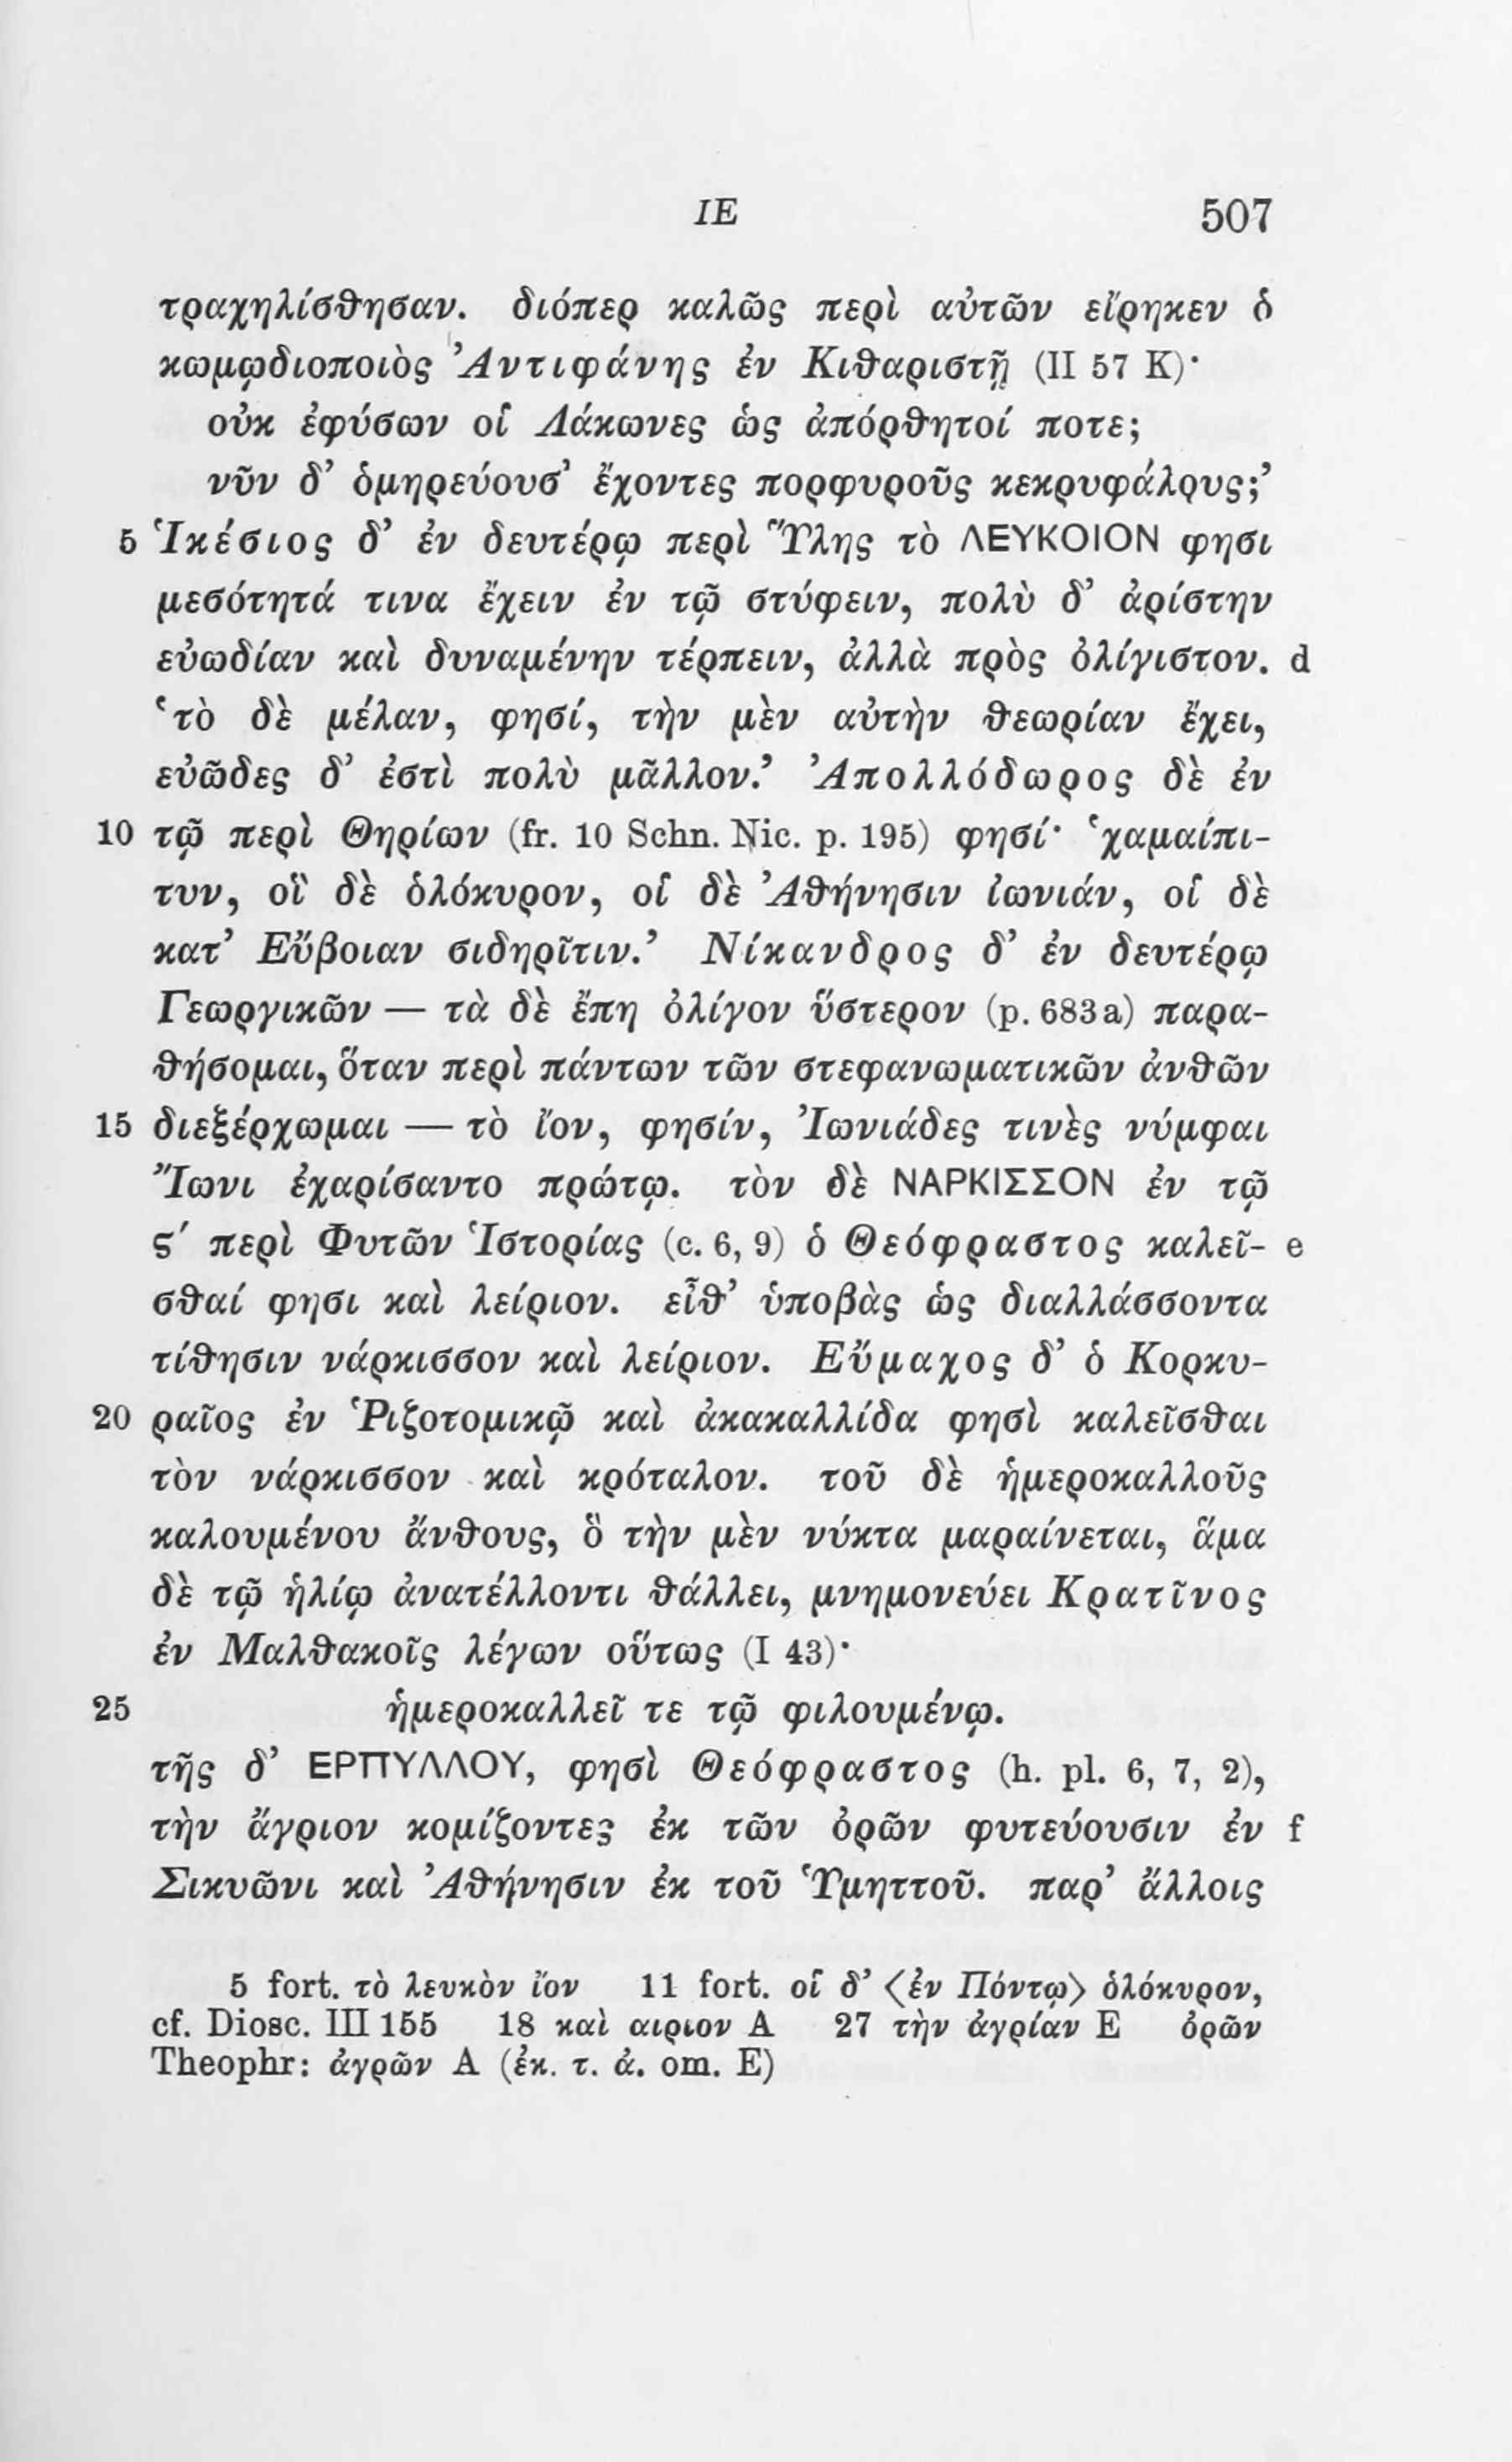 ΙΕ 507
τραχηλίσθησαν. διόπερ καλῶς περὶ αὐτῶν εἴρηκεν ὁ
κωμῳδιοποιὸς Ἀντιφάνης ἐν Κιθαριστῇ (II 57 K)·
οὐκ ἐφύσων οἱ Λάκωνες ὡς ἀπόρθητοί ποτε;
νῦν δ’ ὁμηρεύουσ’ ἔχοντες πορφυροῦς κεκρυφάλους;’
5 Ἱκέσιος δ’ ἐν δευτέρῳ περὶ Ὕλης τὸ ΛΕΥΚΟΙΟΝ φησι
μεσότητά τινα ἔχειν ἐν τῷ στύφειν, πολὺ δ’ ἀρίστην
εὐωδίαν καὶ δυναμένην τέρπειν, ἀλλὰ πρὸς ὀλίγιστον. d
‘τὸ δὲ μέλαν, φησί, τὴν μὲν αὐτὴν θεωρίαν ἔχει,
εὐῶδες δ’ ἐστὶ πολὺ μᾶλλον.’ Ἀπολλόδωρος δὲ ἐν
10 τῷ περὶ Θηρίων (fr. 10 Schn. Nic. p. 195) φησί· ‘χαμαίπι-
τυν, οἳ δὲ ὁλόκυρον, οἱ δὲ Ἀθήνησιν ἰωνιάν, οἱ δὲ
κατ’ Εὔβοιαν σιδηρῖτιν.’ Νίκανδρος δ’ ἐν δευτέρῳ
Γεωργικῶν — τὰ δὲ ἔπη ὀλίγον ὕστερον (p. 683a) παρα-
θήσομαι, ὅταν περὶ πάντων τῶν στεφανωματικῶν ἀνθῶν
15 διεξέρχωμαι — τὸ ἴον, φησίν, Ἰωνιάδες τινὲς νύμφαι
Ἴωνι ἐχαρίσαντο πρώτῳ. τὸν δὲ ΝΑΡΚΙΣΣΟΝ ἐν τῷ
ϛ′ περὶ Φυτῶν Ἱστορίας (c. 6, 9) ὁ Θεόφραστος καλεῖ- e
σθαί φησι καὶ λείριον. εἶθ’ ὑποβὰς ὡς διαλλάσσοντα
τίθησιν νάρκισσον καὶ λείριον. Εὔμαχος δ’ ὁ Κορκυ-
20 ραῖος ἐν Ῥιζοτομικῷ καὶ ἀκακαλλίδα φησὶ καλεῖσθαι
τὸν νάρκισσον καὶ κρόταλον. τοῦ δὲ ἡμεροκαλλοῦς
καλουμένου ἄνθους, ὃ τὴν μὲν νύκτα μαραίνεται, ἅμα
δὲ τῷ ἡλίῳ ἀνατέλλοντι θάλλει, μνημονεύει Κρατῖνος
ἐν Μαλθακοῖς λέγων οὕτως (I 43)·
25 ἡμεροκαλλεῖ τε τῷ φιλουμένῳ.
τῆς δ’ ΕΡΠΥΛΛΟΥ, φησὶ Θεόφραστος (h. pl. 6, 7, 2),
τὴν ἄγριον κομίζοντες ἐκ τῶν ὀρῶν φυτεύουσιν ἐν f
Σικυῶνι καὶ Ἀθήνησιν ἐκ τοῦ Ὑμηττοῦ. παρ’ ἄλλοις
5 fort. τὸ λευκὸν ἴον 11 fort. οἱ δ’ ⟨ἐν Πόντῳ⟩ ὁλόκυρον,
cf. Diosc. III 155 18 καὶ αιριον A 27 τὴν ἀγρίαν E ὀρῶν
Theophr: ἀγρῶν A (ἐκ. τ. ἀ. om. E)